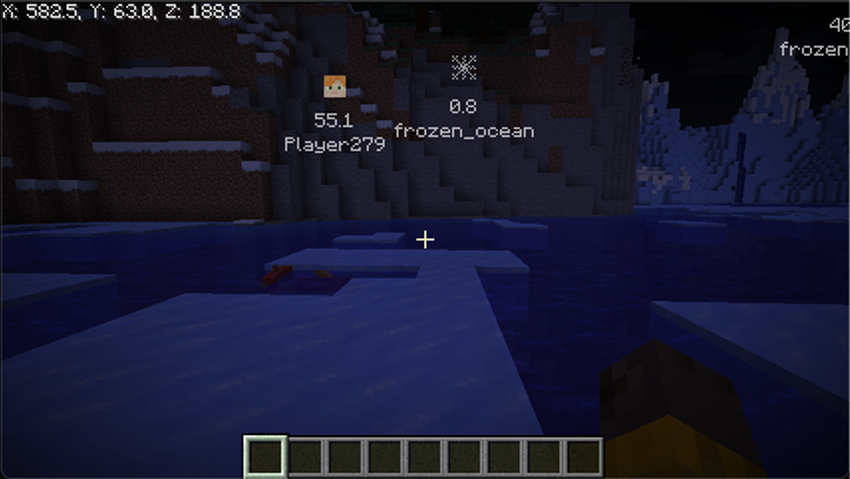 X: 582.5, Y: 63.0, Z: 188.8
40
frozen
0.8
frozen_ocean
55.1
Player279